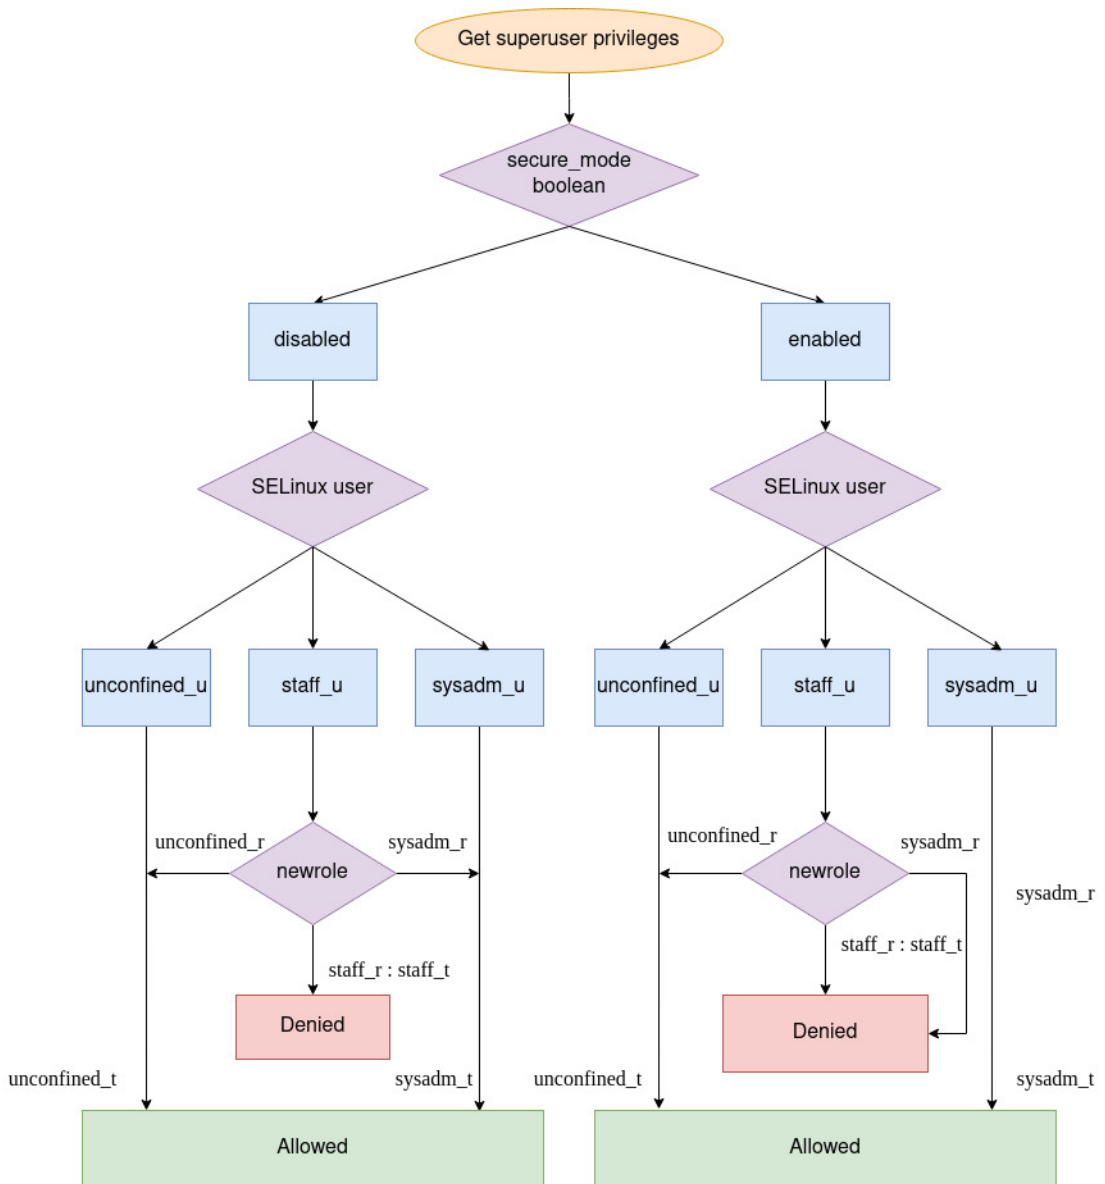 Get superuser privileges
secure_mode
boolean
disabled
enabled
SELinux user
SELinux user
unconfined_u
staff_u
sysadm_u
unconfined_u
staff_u
sysadm_u
unconfined_r
sysadm_r
unconfined_r
sysadm_r
newrole
newrole
sysadm_r
staff_r : staff_t
staff_r : staff_t
Denied
Denied
unconfined_t
sysadm_t
unconfined_t
sysadm_t
Allowed
Allowed